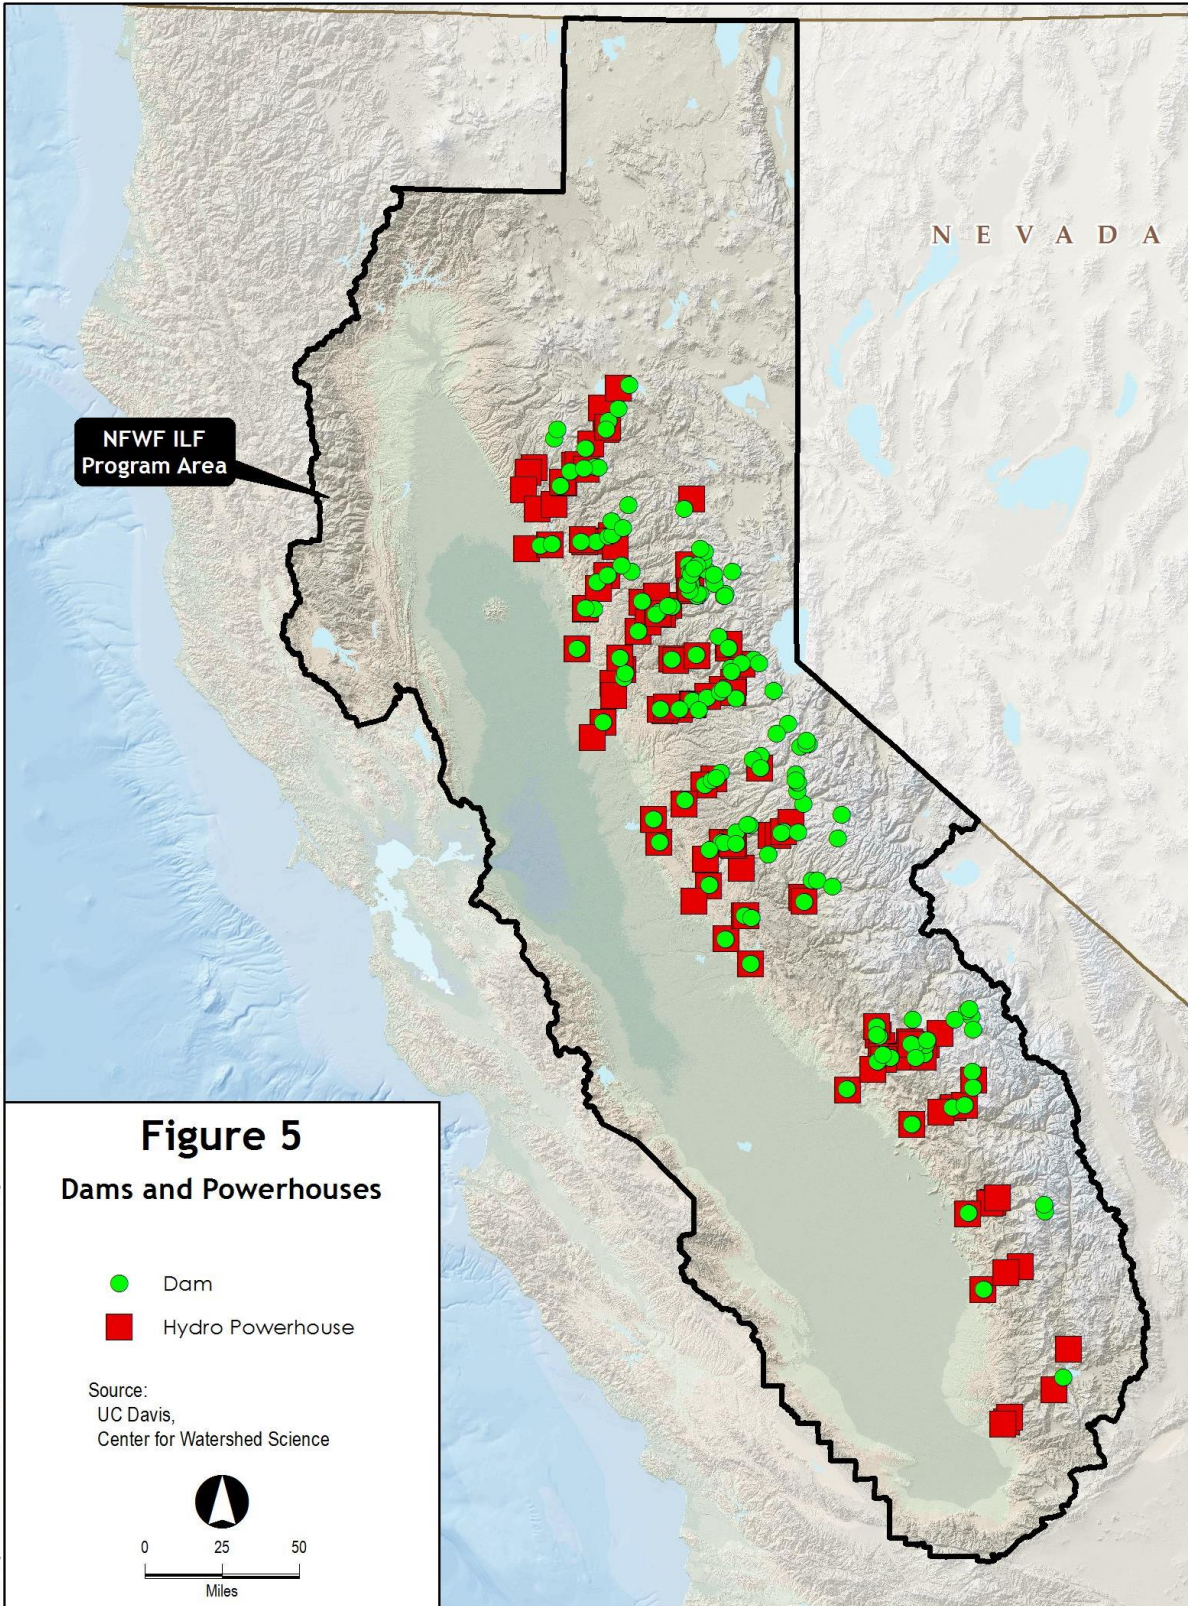 N E V A D A
NFWF ILF
Program Area
Figure 5
Dams and Powerhouses
Dam
Hydro Powerhouse
Source:
UC Davis,
Center for Watershed Science
0 25 50
Miles